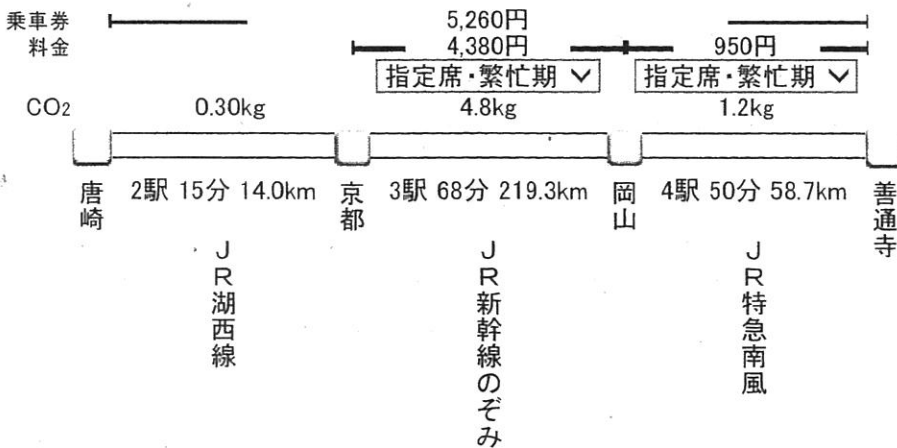 乗車券 5,260円
料金 4,380円 950円
指定席・繁忙期 指定席・繁忙期
CO2 0.30kg 4.8kg 1.2kg
唐崎 2駅 15分 14.0km 京都 3駅 68分 219.3km 岡山 4駅 50分 58.7km 善通寺
JR湖西線
JR新幹線のぞみ
JR特急南風